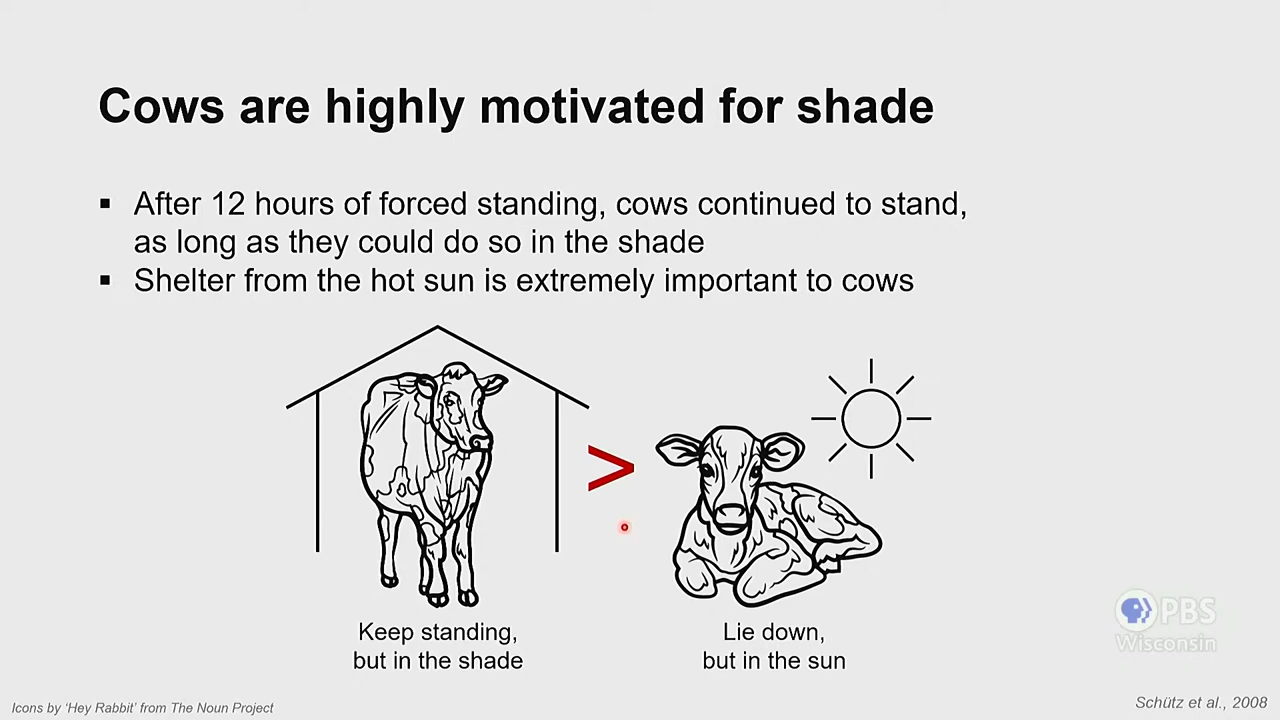 Cows are highly motivated for shade
▪ After 12 hours of forced standing, cows continued to stand,
as long as they could do so in the shade
▪ Shelter from the hot sun is extremely important to cows
>
Keep standing,
but in the shade
Lie down,
but in the sun
PBS
Wisconsin
Icons by ‘Hey Rabbit’ from The Noun Project
Schütz et al., 2008